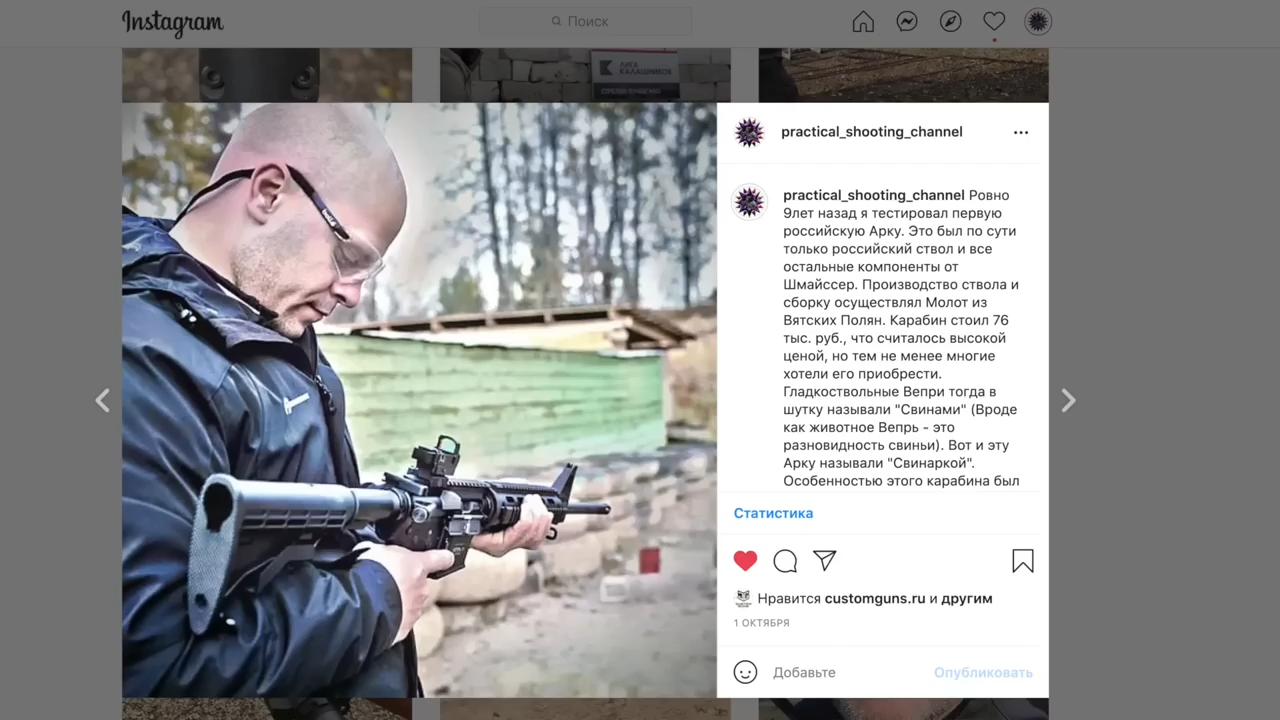 Instagram
Поиск
ЛИГА
КАЛАШНИКОВ
practical_shooting_channel
practical_shooting_channel Ровно
9лет назад я тестировал первую
российскую Арку. Это был по сути
только российский ствол и все
остальные компоненты от
Шмайссер. Производство ствола и
сборку осуществлял Молот из
Вятских Полян. Карабин стоил 76
тыс. руб., что считалось высокой
ценой, но тем не менее многие
хотели его приобрести.
Гладкоствольные Вепри тогда в
шутку называли "Свинами" (Вроде
как животное Вепрь - это
разновидность свиньи). Вот и эту
Арку называли "Свинаркой".
Особенностью этого карабина был
Статистика
Нравится customguns.ru и другим
1 ОКТЯБРЯ
Добавьте
Опубликовать